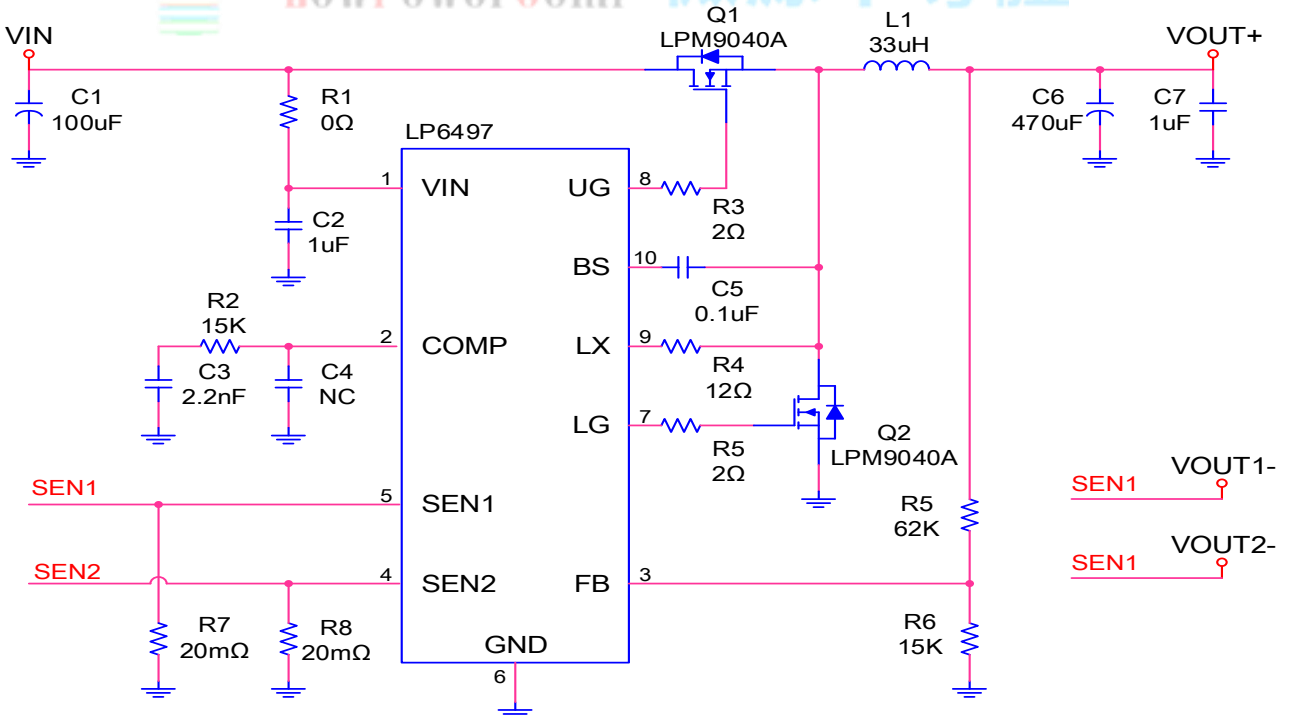 VIN
C1
100uF
R1
0Ω
Q1
LPM9040A
L1
33uH
VOUT+
C6
470uF
C7
1uF
LP6497
1
VIN
UG
8
R3
2Ω
C2
1uF
BS
10
C5
0.1uF
R2
15K
C3
2.2nF
C4
NC
2
COMP
LX
9
R4
12Ω
LG
7
R5
2Ω
Q2
LPM9040A
SEN1
5
SEN1
SEN2
4
SEN2
FB
3
R5
62K
R6
15K
SEN1
VOUT1-
SEN1
VOUT2-
R7
20mΩ
R8
20mΩ
GND
6